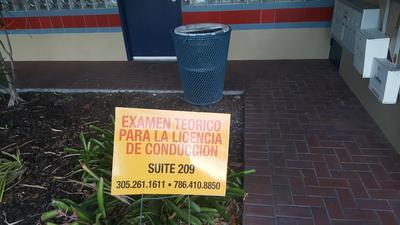 EXAMEN TEORICO
PARA LA LICENCIA
DE CONDUCCION
SUITE 209
305.261.1611 • 786.410.8850